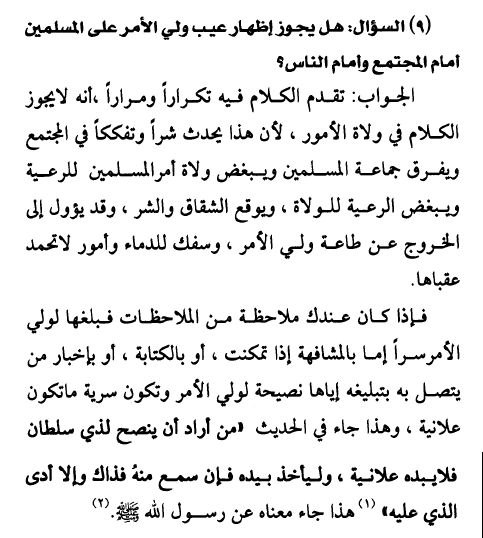 (٩) السؤال: هل يجوز إظهار عيب ولي الأمر على المسلمين
أمام المجتمع وأمام الناس؟
الجواب: تقدم الكلام فيه تكراراً ومراراً ،أنه لايجوز
الكلام في ولاة الأمور ، لأن هذا يحدث شراً وتفككاً في المجتمع
ويفرق جماعة المسلمين ويبغض ولاة أمرالمسلمين للرعية
ويبغض الرعية للولاة ، ويوقع الشقاق والشر ، وقد يؤول إلى
الخروج عن طاعة ولي الأمر ، وسفك للدماء وأمور لاتحمد
عقباها.
فإذا كان عندك ملاحظة من الملاحظات فبلغها لولي
الأمرسراً إما بالمشافهة إذا تمكنت ، أو بالكتابة ، أو بإخبار من
يتصل به بتبليغه إياها نصيحة لولي الأمر وتكون سرية ماتكون
علانية ، وهذا جاء في الحديث «من أراد أن ينصح لذي سلطان
فلايبده علانية ، وليأخذ بيده فإن سمع منهُ فذاك وإلا أدى
الذي عليه» (١) هذا جاء معناه عن رسول الله ﷺ.(٢)